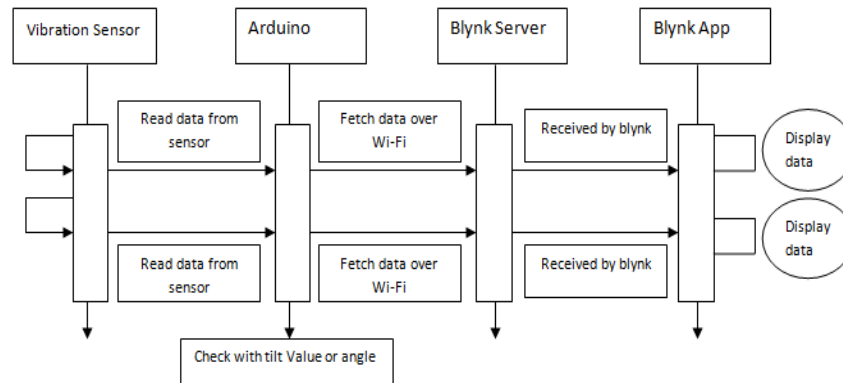 Vibration Sensor
Arduino
Blynk Server
Blynk App
Read data from
sensor
Fetch data over
Wi-Fi
Received by blynk
Display
data
Read data from
sensor
Fetch data over
Wi-Fi
Received by blynk
Display
data
Check with tilt Value or angle